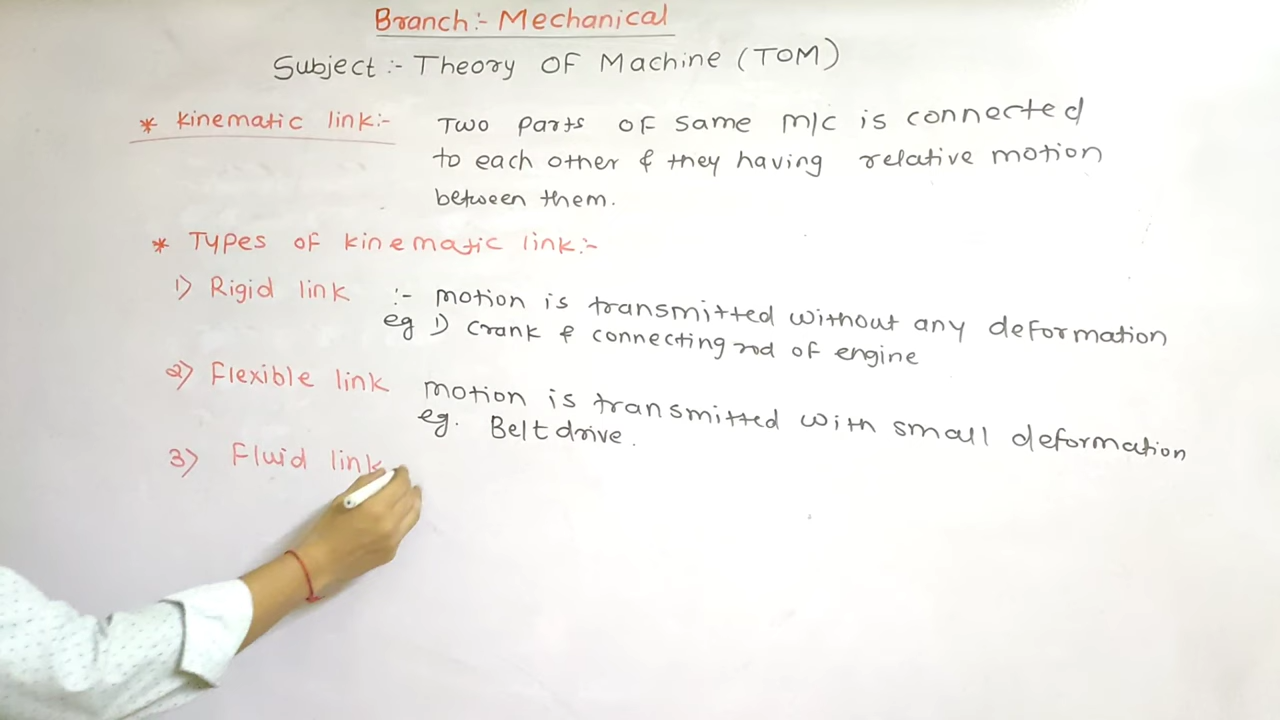 Branch:- Mechanical
Subject:- Theory OF Machine (TOM)
* Kinematic link:- Two parts of same m/c is connected
to each other & they having relative motion
between them.
* Types of kinematic link:-
1) Rigid link :- motion is transmitted without any deformation
eg 1) crank & connecting rod of engine
2) Flexible link motion is transmitted with small deformation
eg. Belt drive.
3) Fluid link